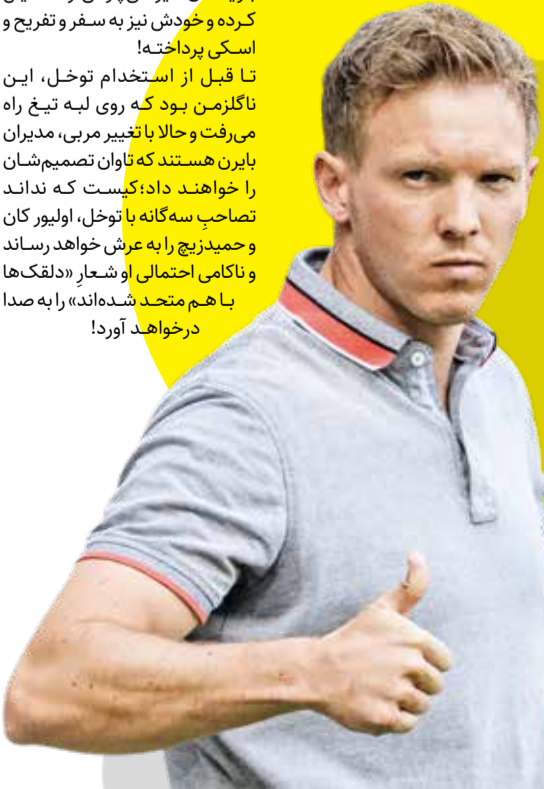 کرده و خودش نیز به سفر و تفریح و
اسکی پرداخته!
تا قبل از استخدام توخل، این
ناگلزمن بود که روی لبه تیغ راه
می‌رفت و حالا با تغییر مربی، مدیران
بایرن هستند که تاوان تصمیم‌شان
را خواهند داد؛ کیست که نداند
تصاحبِ سه‌گانه با توخل، اولیور کان
و حمیدزیچ را به عرش خواهد رساند
و ناکامی احتمالی او شعارِ «دلقک‌ها
با هم متحد شده‌اند» را به صدا
درخواهد آورد!